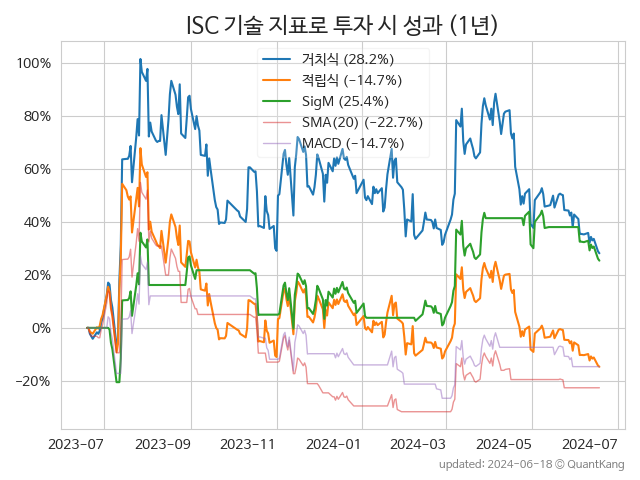 ISC 기술 지표로 투자 시 성과 (1년)
거치식 (28.2%)
적립식 (−14.7%)
SigM (25.4%)
SMA(20) (−22.7%)
MACD (−14.7%)
100%
80%
60%
40%
20%
0%
−20%
2023-07
2023-09
2023-11
2024-01
2024-03
2024-05
2024-07
updated: 2024-06-18 ⓒ QuantKang